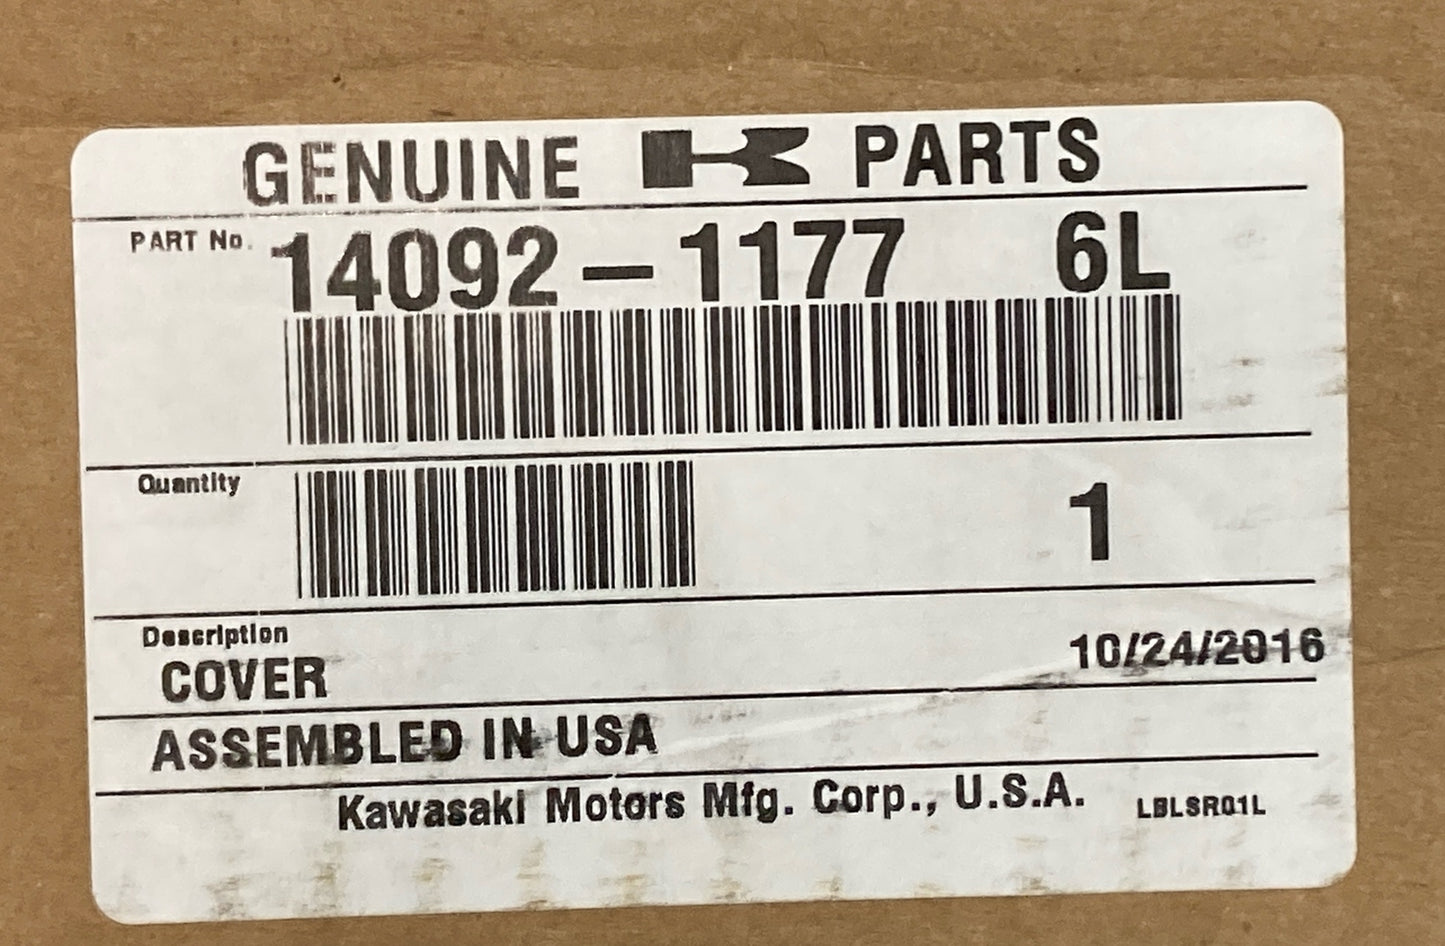 GENUINE K PARTS
PART No. 14092-1177 6L
Quantity 1
Description
COVER 10/24/2016
ASSEMBLED IN USA
Kawasaki Motors Mfg. Corp., U.S.A. LBLSR01L